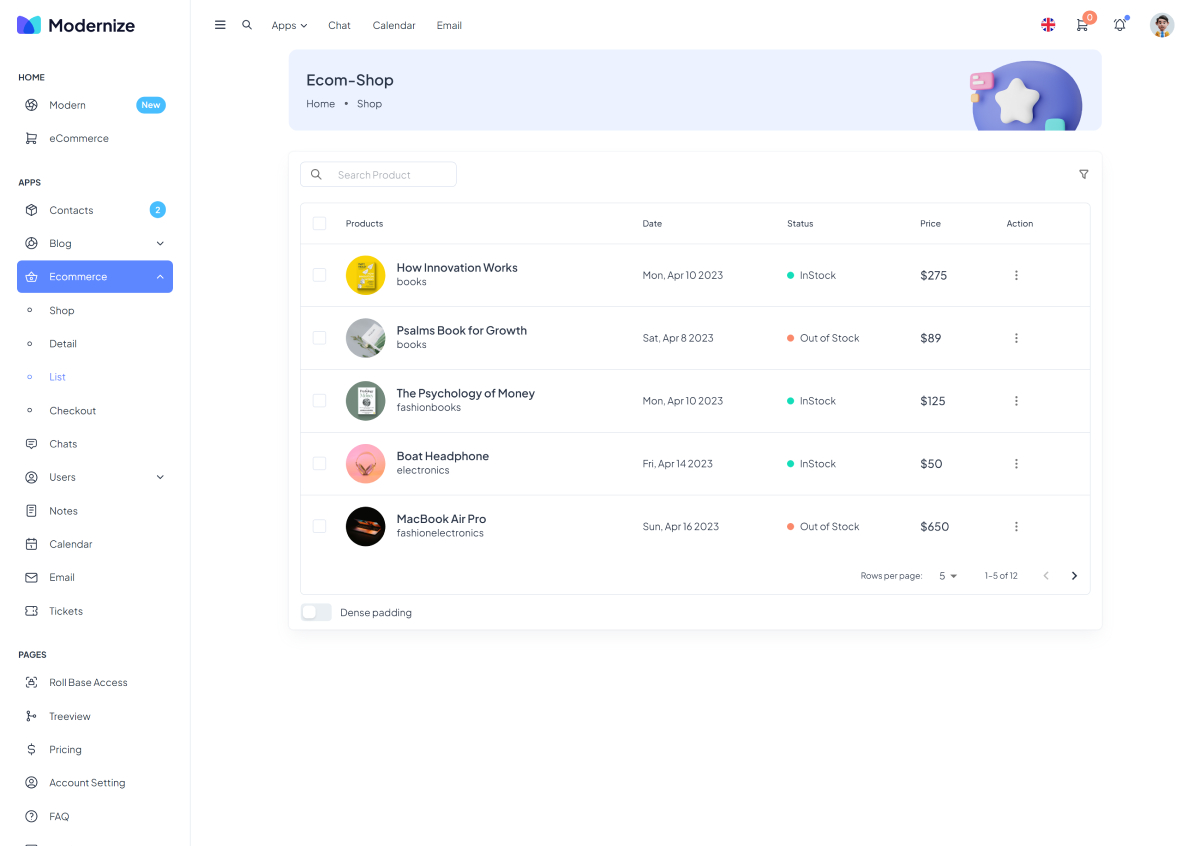 Modernize
Apps
Chat
Calendar
Email
0
HOME
Modern
New
eCommerce
APPS
Contacts
2
Blog
Ecommerce
Shop
Detail
List
Checkout
Chats
Users
Notes
Calendar
Email
Tickets
PAGES
Roll Base Access
Treeview
Pricing
Account Setting
FAQ
Ecom-Shop
Home • Shop
Search Product
Products Date Status Price Action
How Innovation Works
books
Mon, Apr 10 2023 InStock $275
Psalms Book for Growth
books
Sat, Apr 8 2023 Out of Stock $89
The Psychology of Money
fashionbooks
Mon, Apr 10 2023 InStock $125
Boat Headphone
electronics
Fri, Apr 14 2023 InStock $50
MacBook Air Pro
fashionelectronics
Sun, Apr 16 2023 Out of Stock $650
Rows per page: 5 1–5 of 12
Dense padding